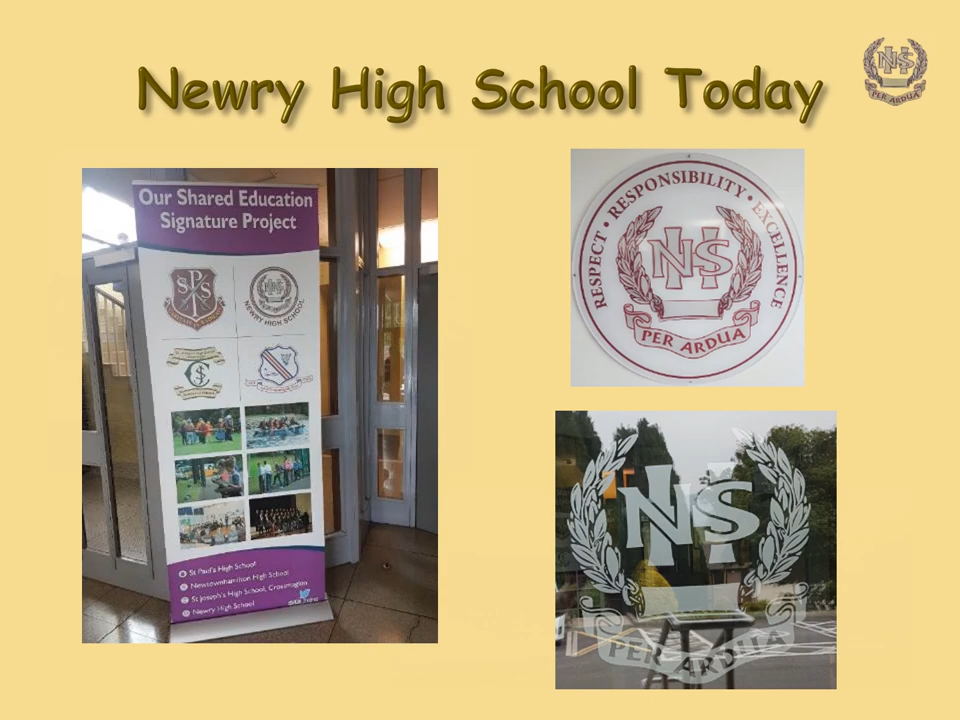 Newry High School Today
NHS
PER ARDUA
Our Shared Education
Signature Project
SPS
NHS
NEWRY HIGH SCHOOL
St Paul's High School
Newtownhamilton High School
St Joseph's High School, Crossmaglen
Newry High School
RESPECT • RESPONSIBILITY • EXCELLENCE
NHS
PER ARDUA
NHS
PER ARDUA